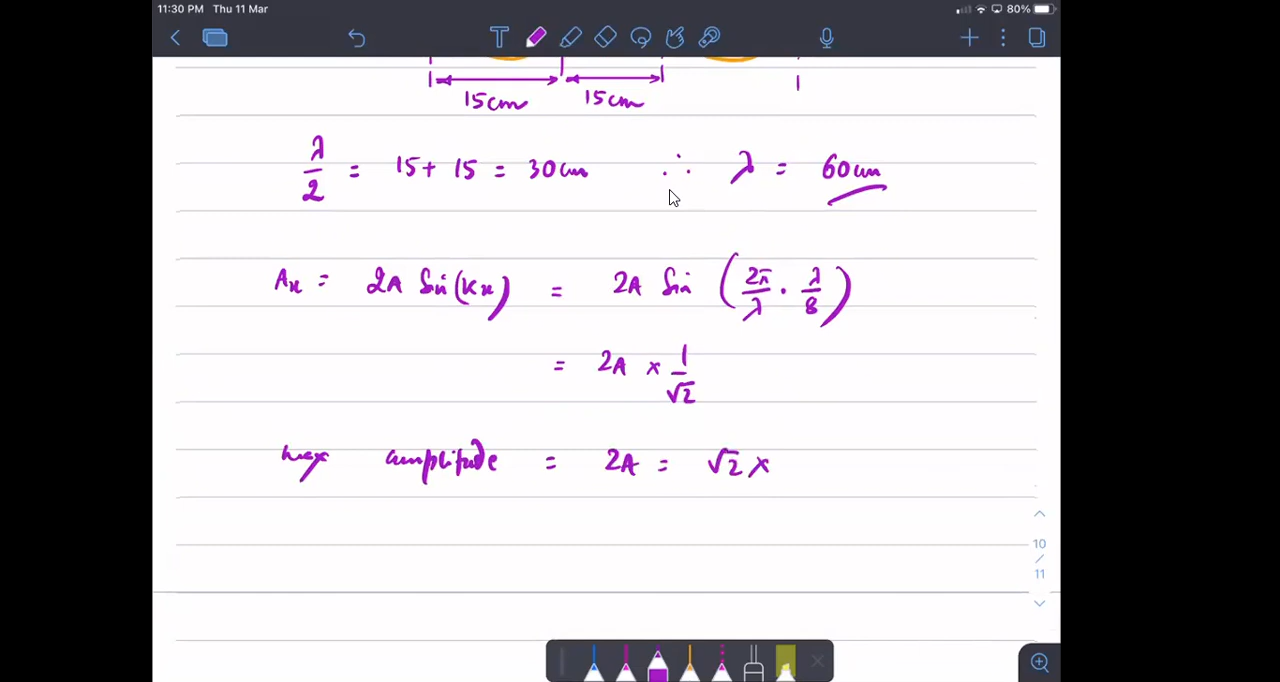 11:30 PM Thu 11 Mar 80%
T
15cm 15cm
λ/2 = 15+ 15 = 30cm ∴ λ = 60cm
Ax = 2A Sin(Kx) = 2A Sin (2π/λ · λ/8)
= 2A x 1/√2
max amplitude = 2A = √2 x
10
/
11